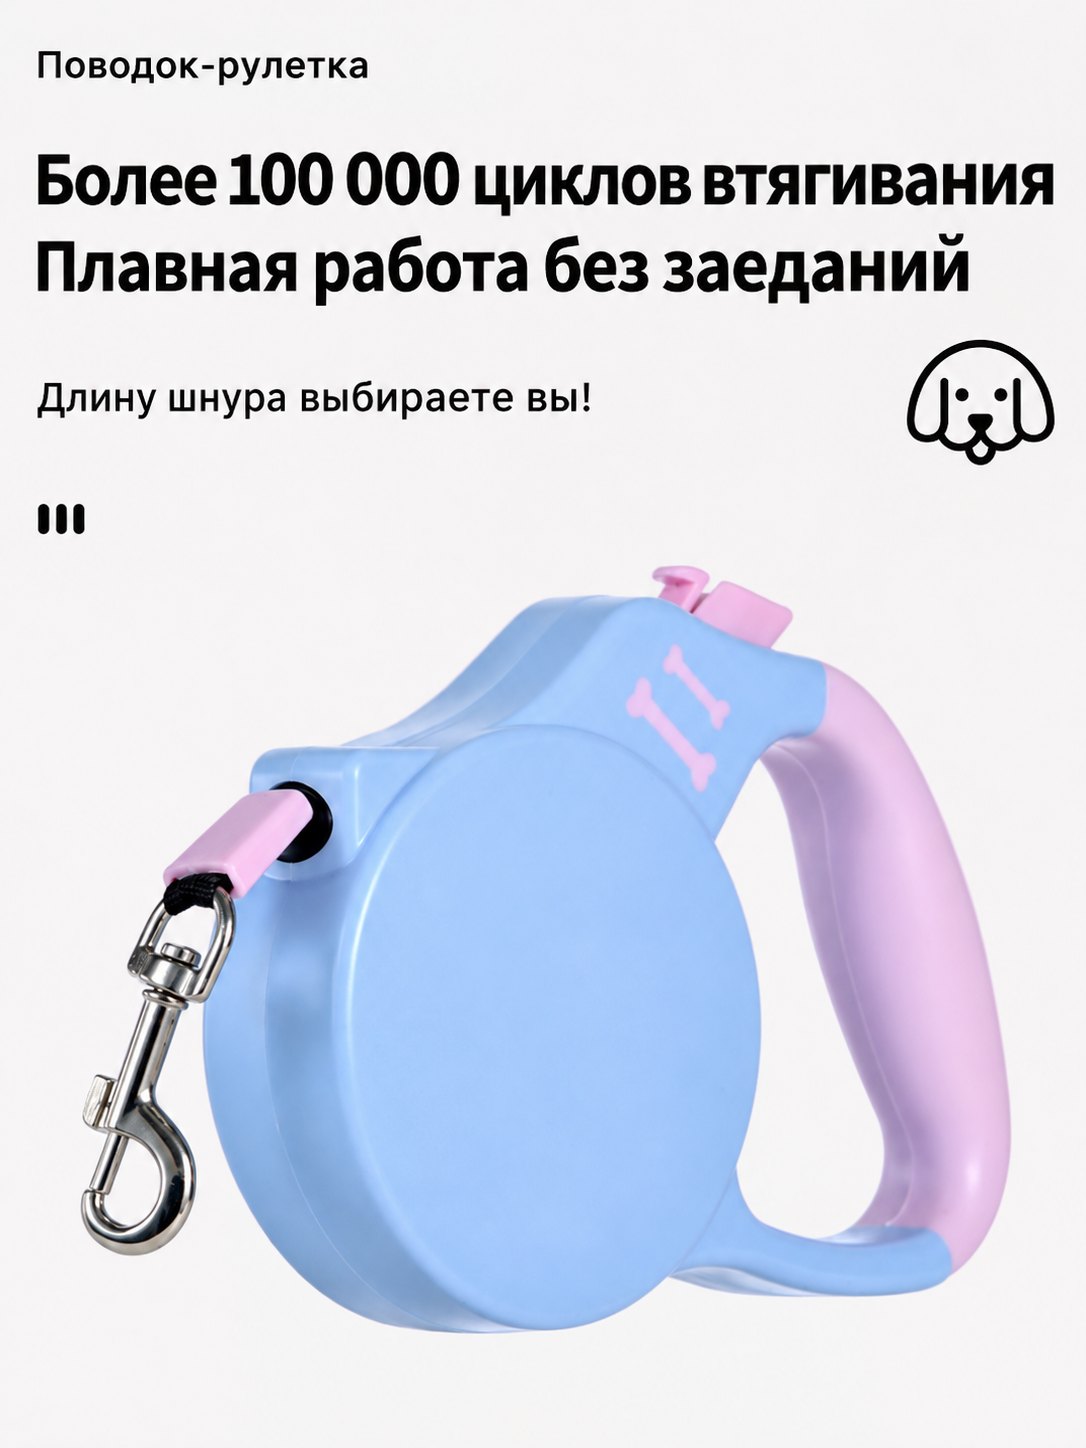 Поводок-рулетка
Более 100 000 циклов втягивания
Плавная работа без заеданий
Длину шнура выбираете вы!